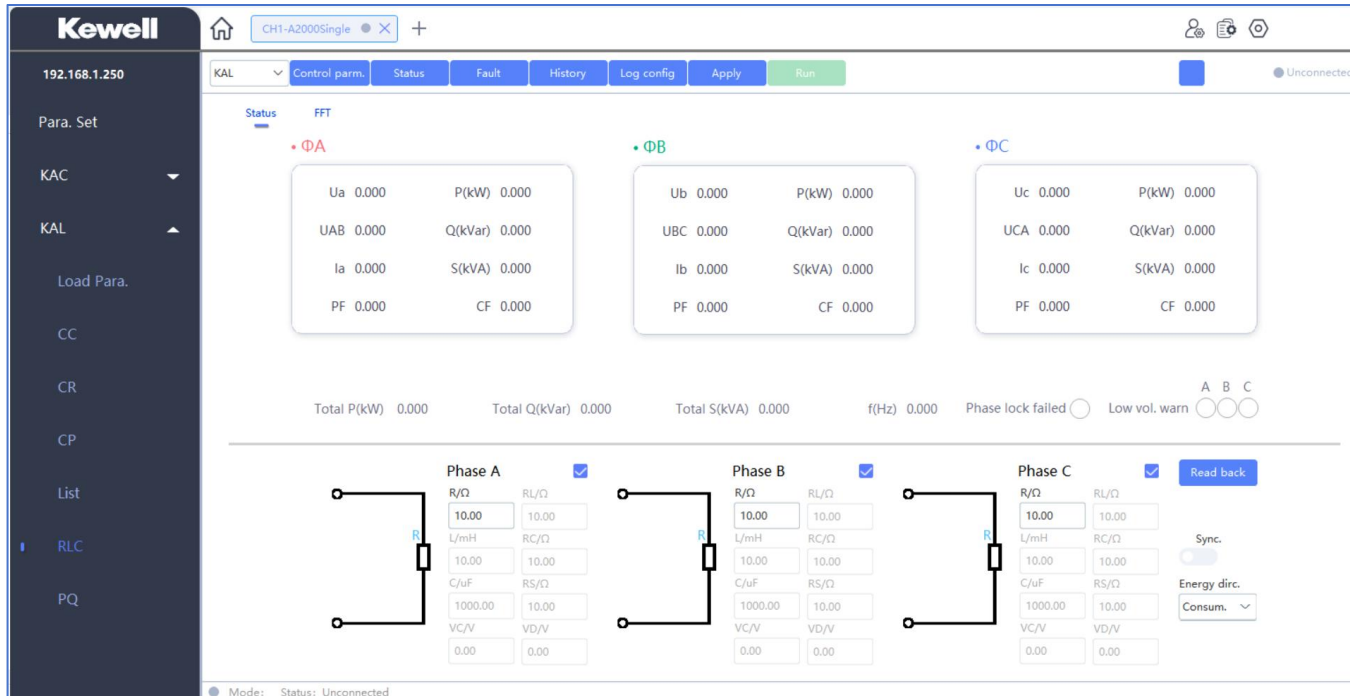 Kewell
CH1-A2000Single
192.168.1.250
KAL Control parm. Status Fault History Log config Apply Run Unconnected
Para. Set
KAC
KAL
Load Para.
CC
CR
CP
List
RLC
PQ
Status FFT
ΦA
Ua 0.000 P(kW) 0.000
UAB 0.000 Q(kVar) 0.000
Ia 0.000 S(kVA) 0.000
PF 0.000 CF 0.000
ΦB
Ub 0.000 P(kW) 0.000
UBC 0.000 Q(kVar) 0.000
Ib 0.000 S(kVA) 0.000
PF 0.000 CF 0.000
ΦC
Uc 0.000 P(kW) 0.000
UCA 0.000 Q(kVar) 0.000
Ic 0.000 S(kVA) 0.000
PF 0.000 CF 0.000
A B C
Total P(kW) 0.000 Total Q(kVar) 0.000 Total S(kVA) 0.000 f(Hz) 0.000 Phase lock failed Low vol. warn
Phase A
R/Ω RL/Ω
10.00 10.00
R
L/mH RC/Ω
10.00 10.00
C/uF RS/Ω
1000.00 10.00
VC/V VD/V
0.00 0.00
Phase B
R/Ω RL/Ω
10.00 10.00
R
L/mH RC/Ω
10.00 10.00
C/uF RS/Ω
1000.00 10.00
VC/V VD/V
0.00 0.00
Phase C
R/Ω RL/Ω
10.00 10.00
R
L/mH RC/Ω
10.00 10.00
C/uF RS/Ω
1000.00 10.00
VC/V VD/V
0.00 0.00
Read back
Sync.
Energy dirc.
Consum.
Mode: Status: Unconnected